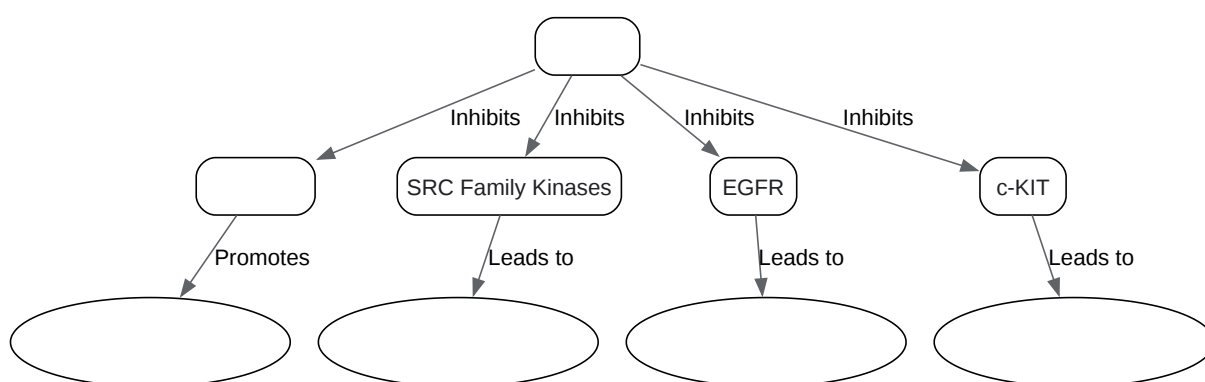 Inhibits
Inhibits
Inhibits
Inhibits
SRC Family Kinases
EGFR
c-KIT
Promotes
Leads to
Leads to
Leads to